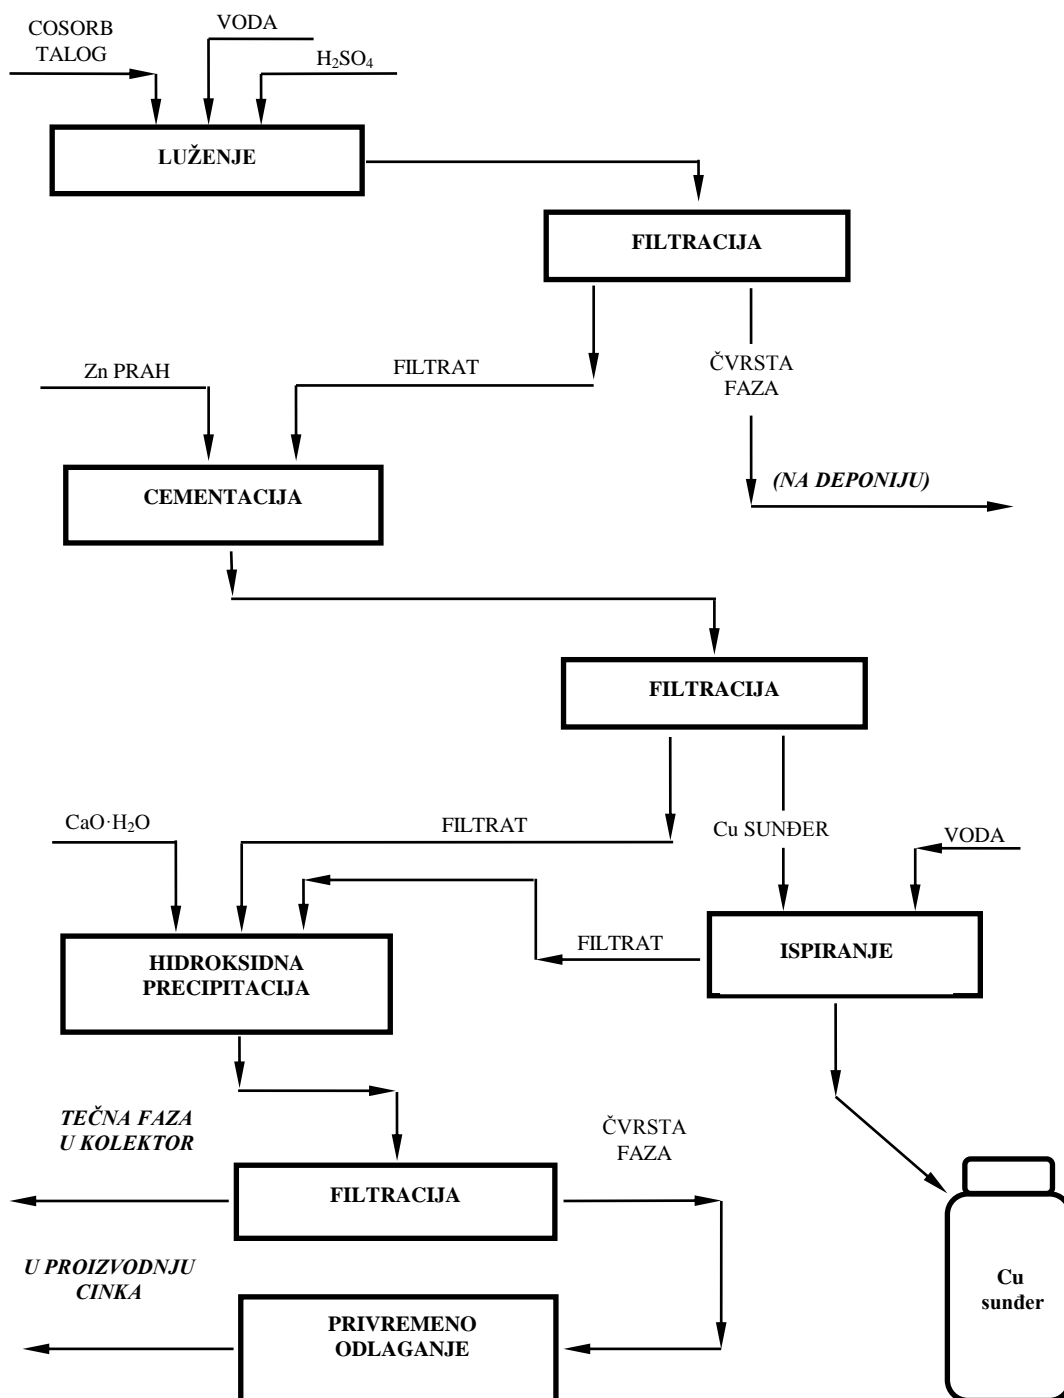 COSORB
TALOG
VODA
H₂SO₄
LUŽENJE
FILTRACIJA
Zn PRAH
FILTRAT
ČVRSTA
FAZA
CEMENTACIJA
(NA DEPONIJU)
FILTRACIJA
CaO·H₂O
FILTRAT
Cu SUNĐER
VODA
HIDROKSIDNA
PRECIPITACIJA
FILTRAT
ISPIRANJE
TEČNA FAZA
U KOLEKTOR
ČVRSTA
FAZA
FILTRACIJA
U PROIZVODNJU
CINKA
PRIVREMENO
ODLAGANJE
Cu
sunđer